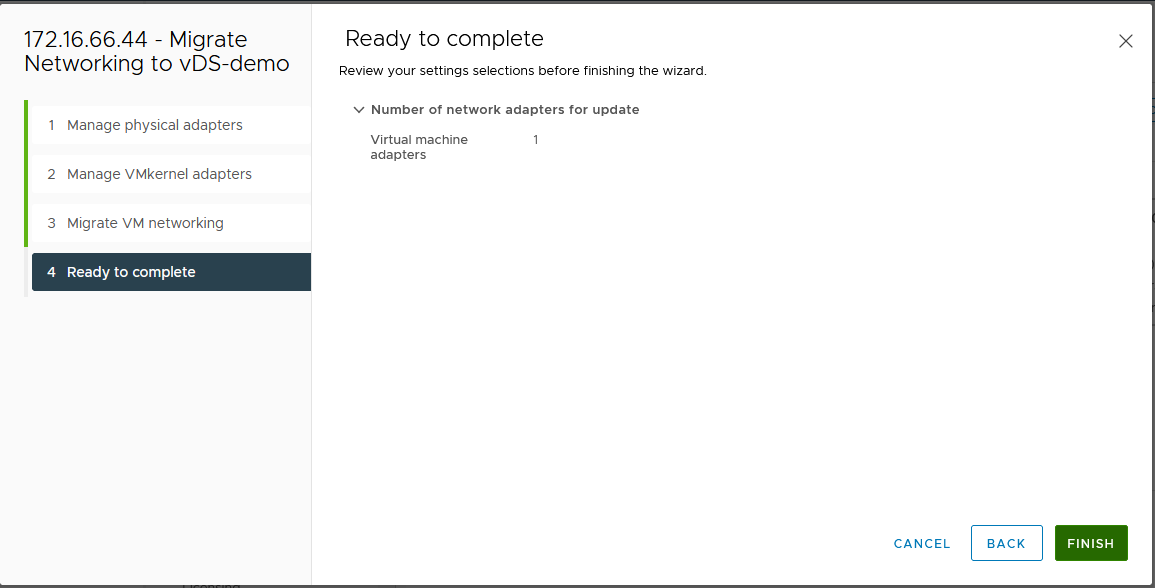 172.16.66.44 - Migrate
Networking to vDS-demo
1 Manage physical adapters
2 Manage VMkernel adapters
3 Migrate VM networking
4 Ready to complete
Ready to complete
Review your settings selections before finishing the wizard.
Number of network adapters for update
Virtual machine 1
adapters
CANCEL BACK FINISH